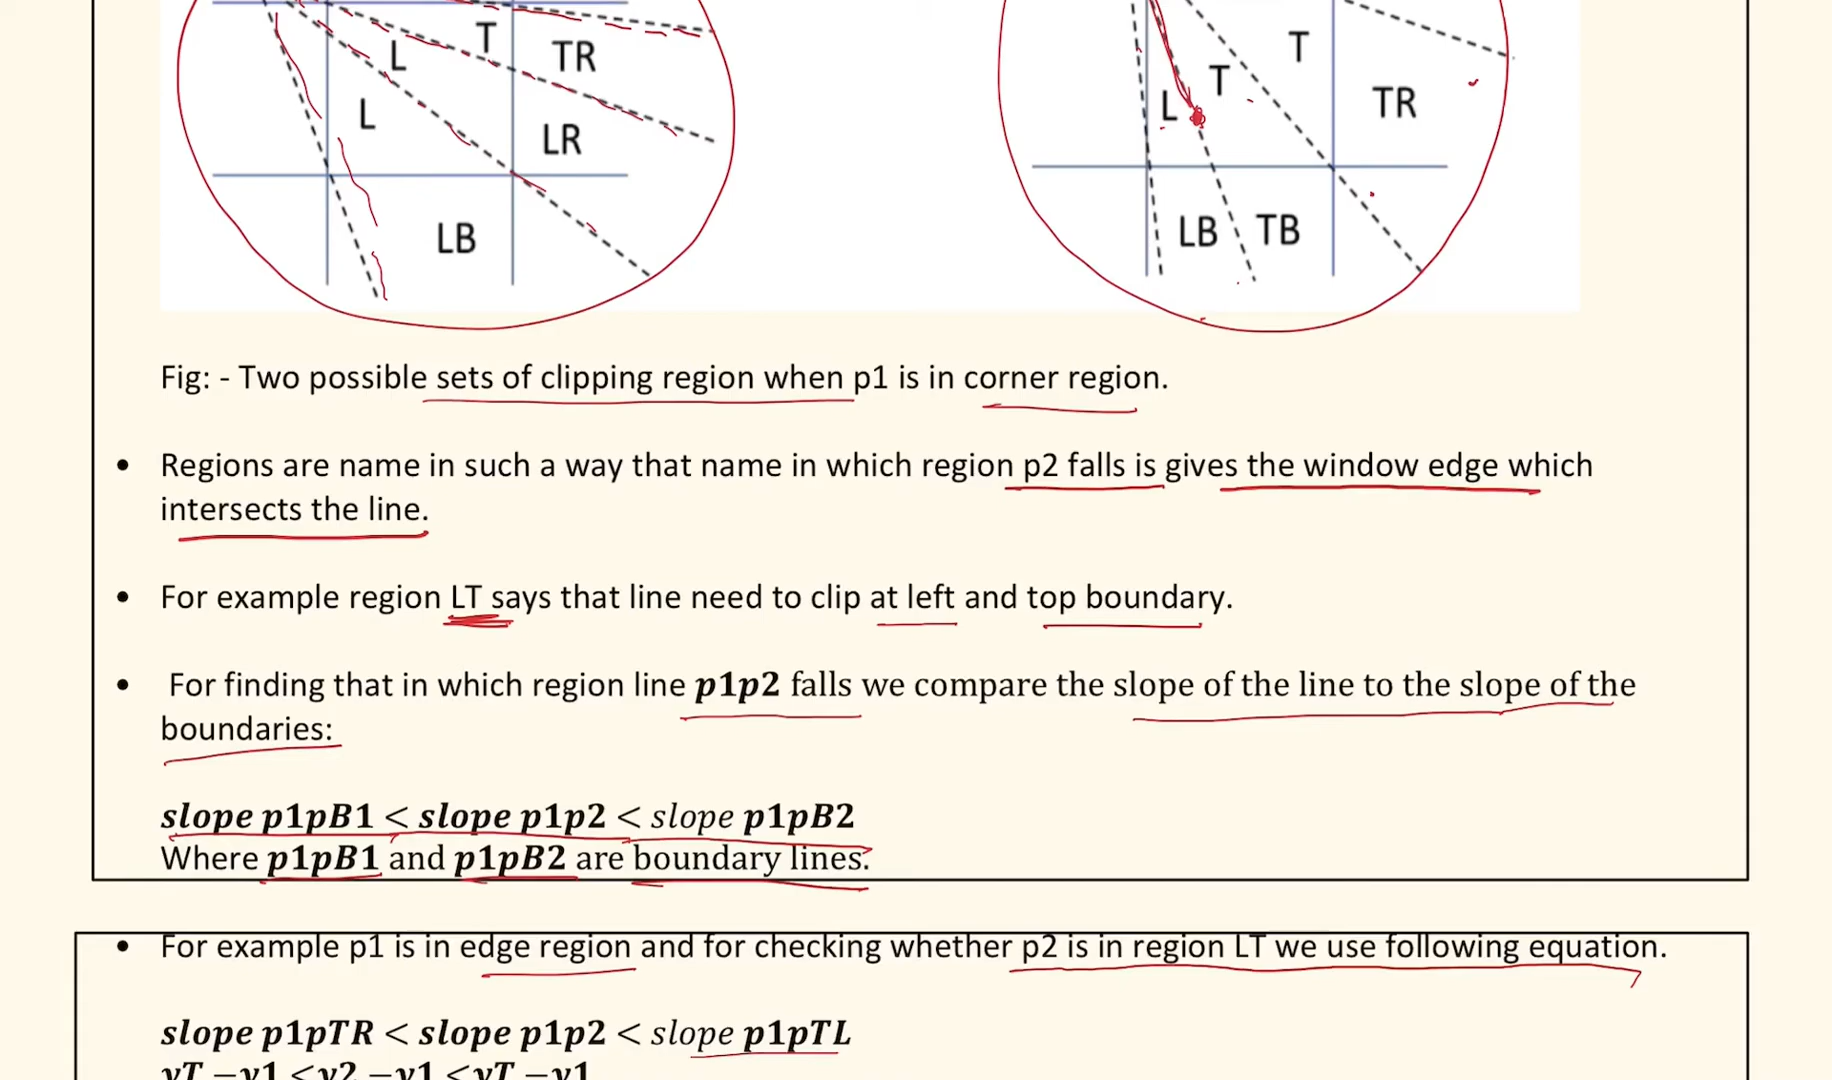 T
TR
L
L
LR
LB
T
T
TR
L
LB
TB
Fig: - Two possible sets of clipping region when p1 is in corner region.
• Regions are name in such a way that name in which region p2 falls is gives the window edge which
intersects the line.
• For example region LT says that line need to clip at left and top boundary.
• For finding that in which region line p1p2 falls we compare the slope of the line to the slope of the
boundaries:
slope p1pB1 < slope p1p2 < slope p1pB2
Where p1pB1 and p1pB2 are boundary lines.
• For example p1 is in edge region and for checking whether p2 is in region LT we use following equation.
slope p1pTR < slope p1p2 < slope p1pTL
yT −y1 <y2 −y1 <yT −y1